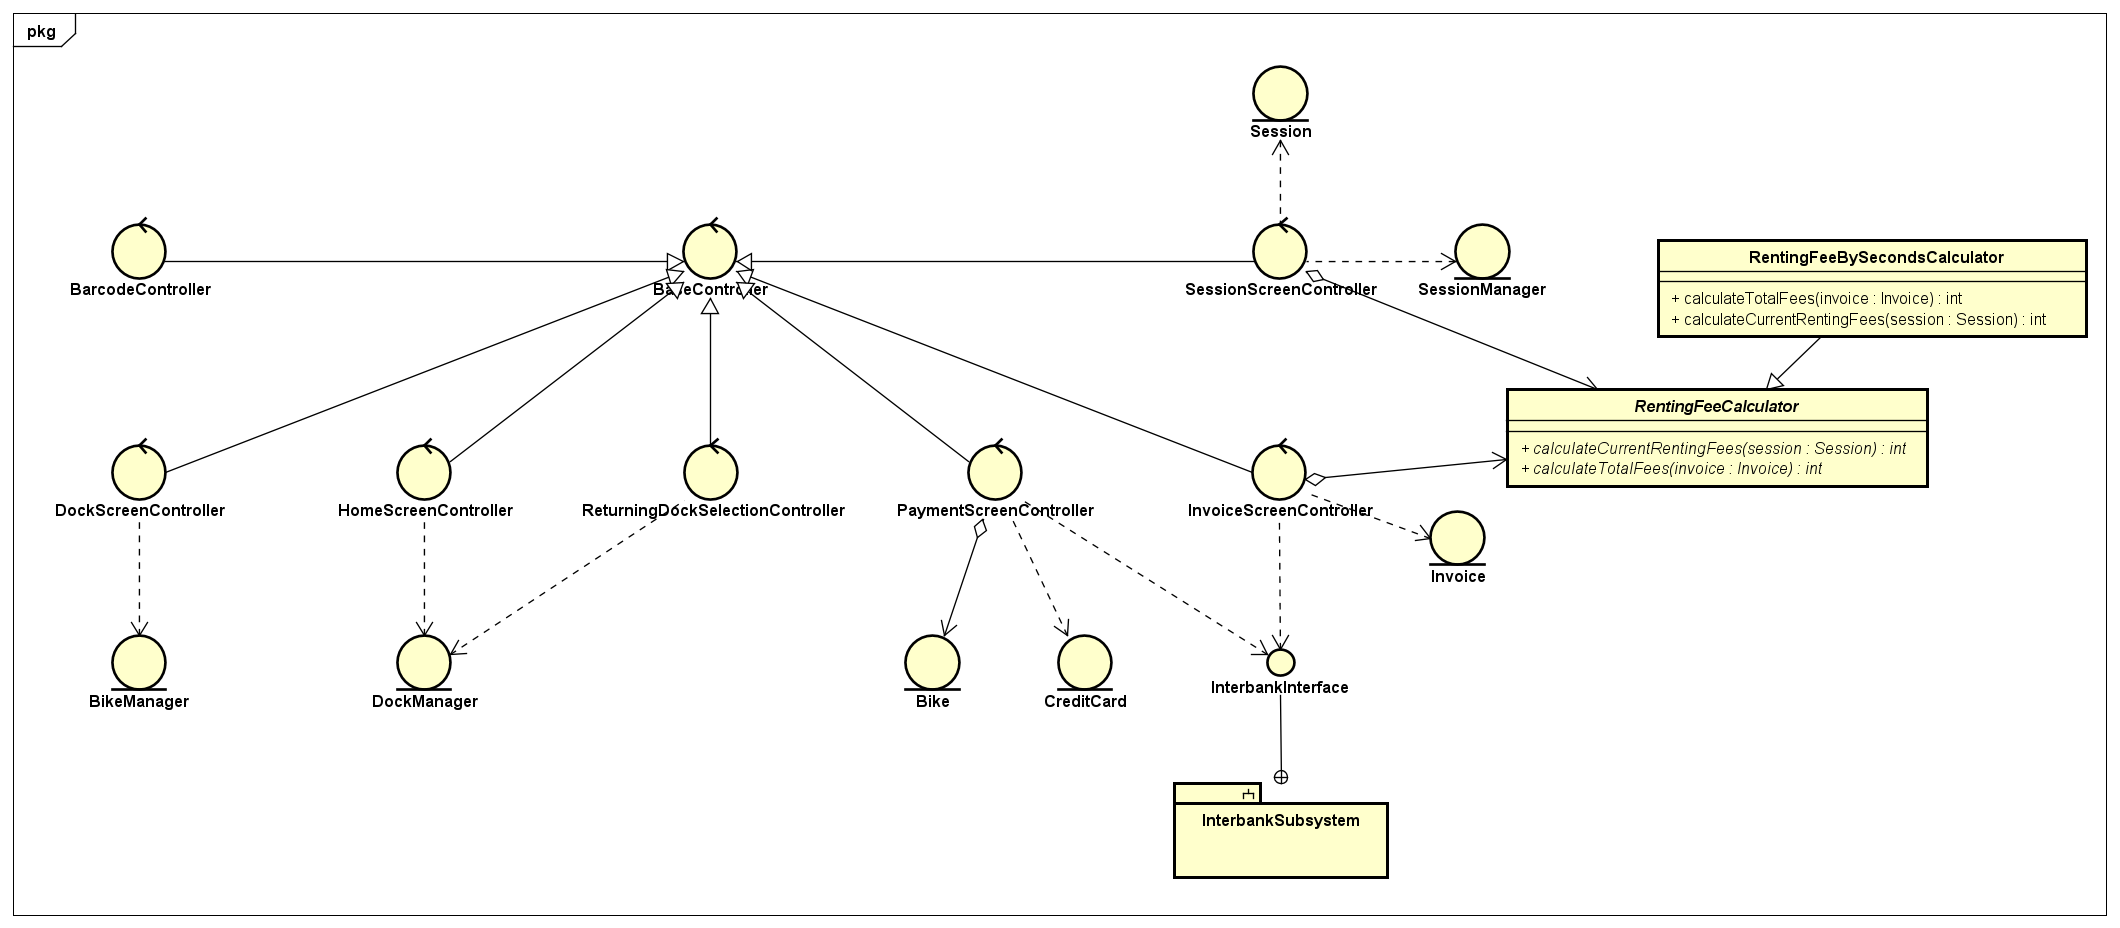 pkg
Session
BarcodeController
BaseController
SessionScreenController
SessionManager
RentingFeeBySecondsCalculator
+ calculateTotalFees(invoice : Invoice) : int
+ calculateCurrentRentingFees(session : Session) : int
RentingFeeCalculator
+ calculateCurrentRentingFees(session : Session) : int
+ calculateTotalFees(invoice : Invoice) : int
DockScreenController
HomeScreenController
ReturningDockSelectionController
PaymentScreenController
InvoiceScreenController
Invoice
BikeManager
DockManager
Bike
CreditCard
InterbankInterface
InterbankSubsystem